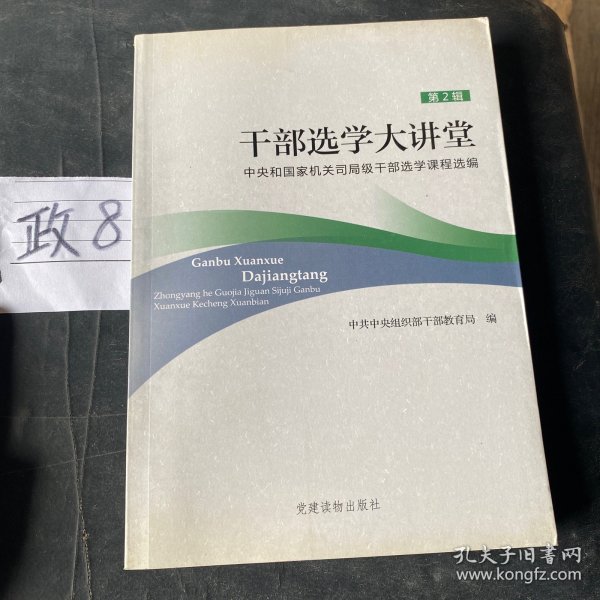 第2辑
干部选学大讲堂
中央和国家机关司局级干部选学课程选编
政8
Ganbu Xuanxue
Dajiangtang
Zhongyang he Guojia Jiguan Sijuji Ganbu
Xuanxue Kecheng Xuanbian
中共中央组织部干部教育局 编
党建读物出版社
孔夫子旧书网
www.kongfz.com